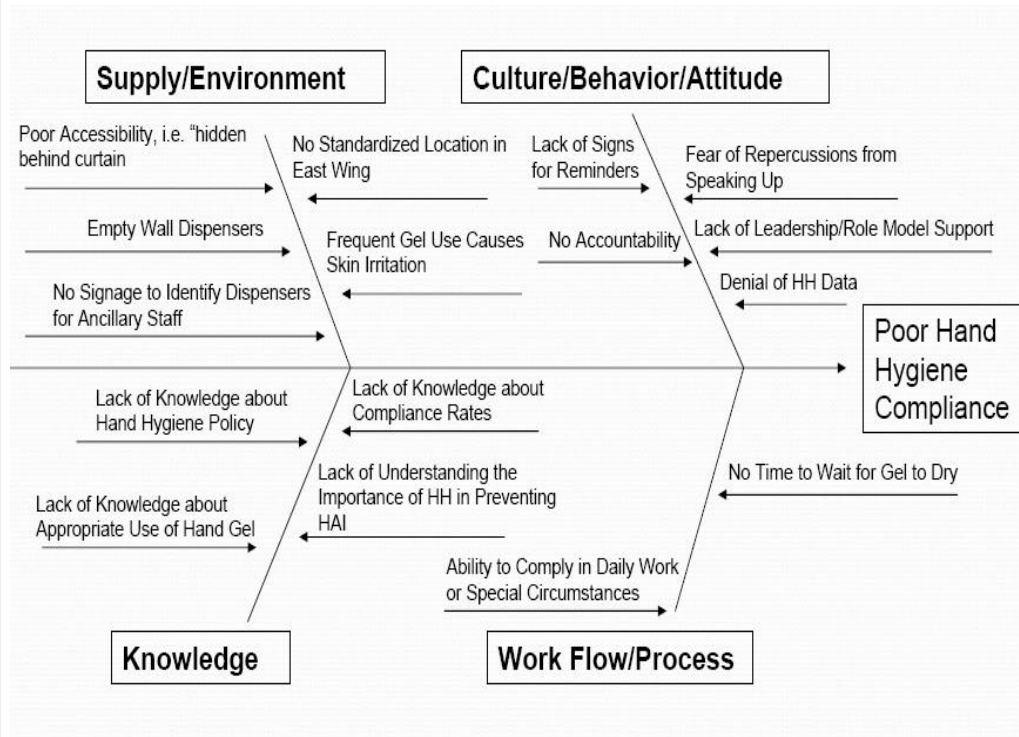 Supply/Environment
Culture/Behavior/Attitude
Poor Accessibility, i.e. “hidden
behind curtain
No Standardized Location in
East Wing
Lack of Signs
for Reminders
Fear of Repercussions from
Speaking Up
Empty Wall Dispensers
Frequent Gel Use Causes
Skin Irritation
No Accountability
Lack of Leadership/Role Model Support
No Signage to Identify Dispensers
for Ancillary Staff
Denial of HH Data
Poor Hand
Hygiene
Compliance
Lack of Knowledge about
Hand Hygiene Policy
Lack of Knowledge about
Compliance Rates
Lack of Knowledge about
Appropriate Use of Hand Gel
Lack of Understanding the
Importance of HH in Preventing
HAI
No Time to Wait for Gel to Dry
Ability to Comply in Daily Work
or Special Circumstances
Knowledge
Work Flow/Process